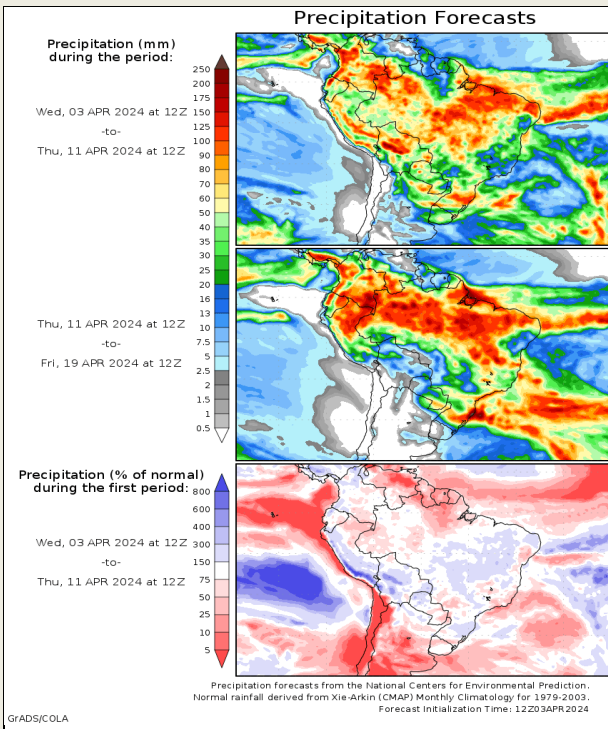 Precipitation Forecasts
Precipitation (mm)
during the period:
Wed, 03 APR 2024 at 12Z
-to-
Thu, 11 APR 2024 at 12Z
250
200
175
150
125
100
90
80
70
60
50
40
35
30
25
20
16
13
10
7.5
5
2.5
2
1.5
1
0.5
Thu, 11 APR 2024 at 12Z
-to-
Fri, 19 APR 2024 at 12Z
Precipitation (% of normal)
during the first period:
Wed, 03 APR 2024 at 12Z
-to-
Thu, 11 APR 2024 at 12Z
800
600
400
300
150
75
50
25
10
5
Precipitation forecasts from the National Centers for Environmental Prediction.
Normal rainfall derived from Xie-Arkin (CMAP) Monthly Climatology for 1979-2003.
Forecast Initialization Time: 12Z03APR2024
GrADS/COLA